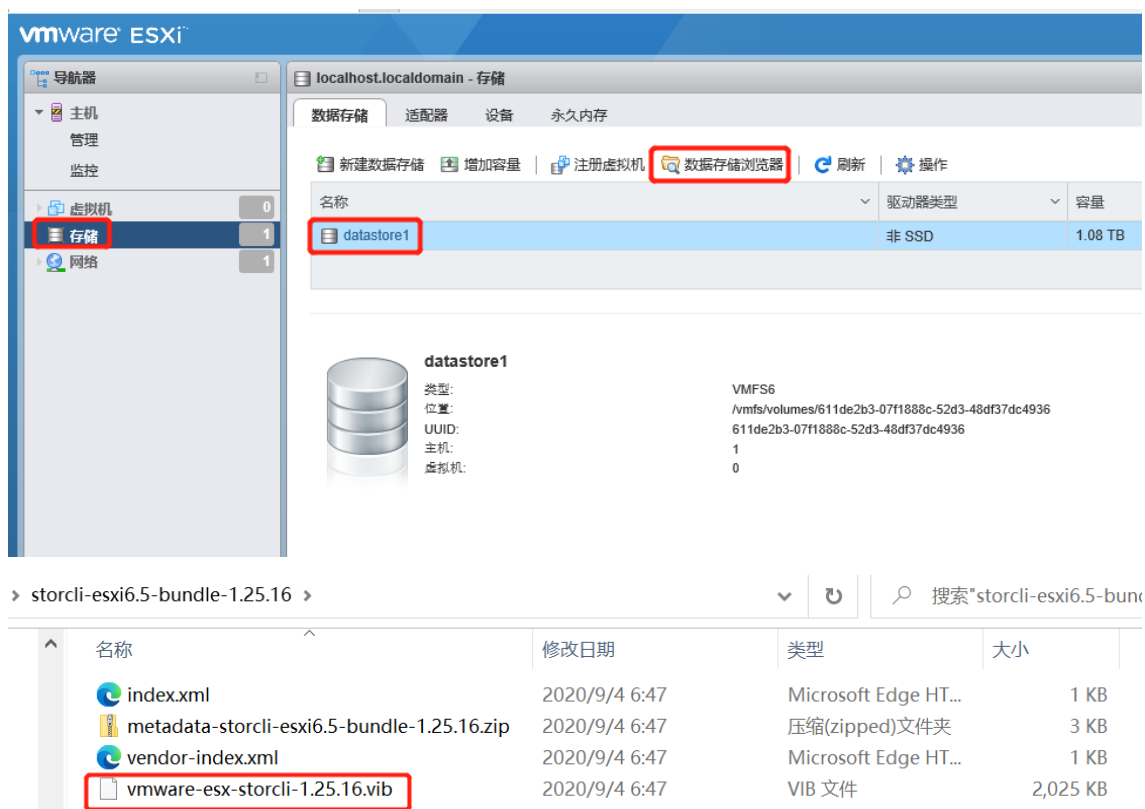 vmware ESXi
导航器
localhost.localdomain - 存储
主机
管理
监控
虚拟机 0
存储 1
网络 1
数据存储 适配器 设备 永久内存
新建数据存储 增加容量 注册虚拟机 数据存储浏览器 刷新 操作
名称 驱动器类型 容量
datastore1 非 SSD 1.08 TB
datastore1
类型: VMFS6
位置: /vmfs/volumes/611de2b3-07f1888c-52d3-48df37dc4936
UUID: 611de2b3-07f1888c-52d3-48df37dc4936
主机: 1
虚拟机: 0
storcli-esxi6.5-bundle-1.25.16 搜索"storcli-esxi6.5-bun
名称 修改日期 类型 大小
index.xml 2020/9/4 6:47 Microsoft Edge HT... 1 KB
metadata-storcli-esxi6.5-bundle-1.25.16.zip 2020/9/4 6:47 压缩(zipped)文件夹 3 KB
vendor-index.xml 2020/9/4 6:47 Microsoft Edge HT... 1 KB
vmware-esx-storcli-1.25.16.vib 2020/9/4 6:47 VIB 文件 2,025 KB